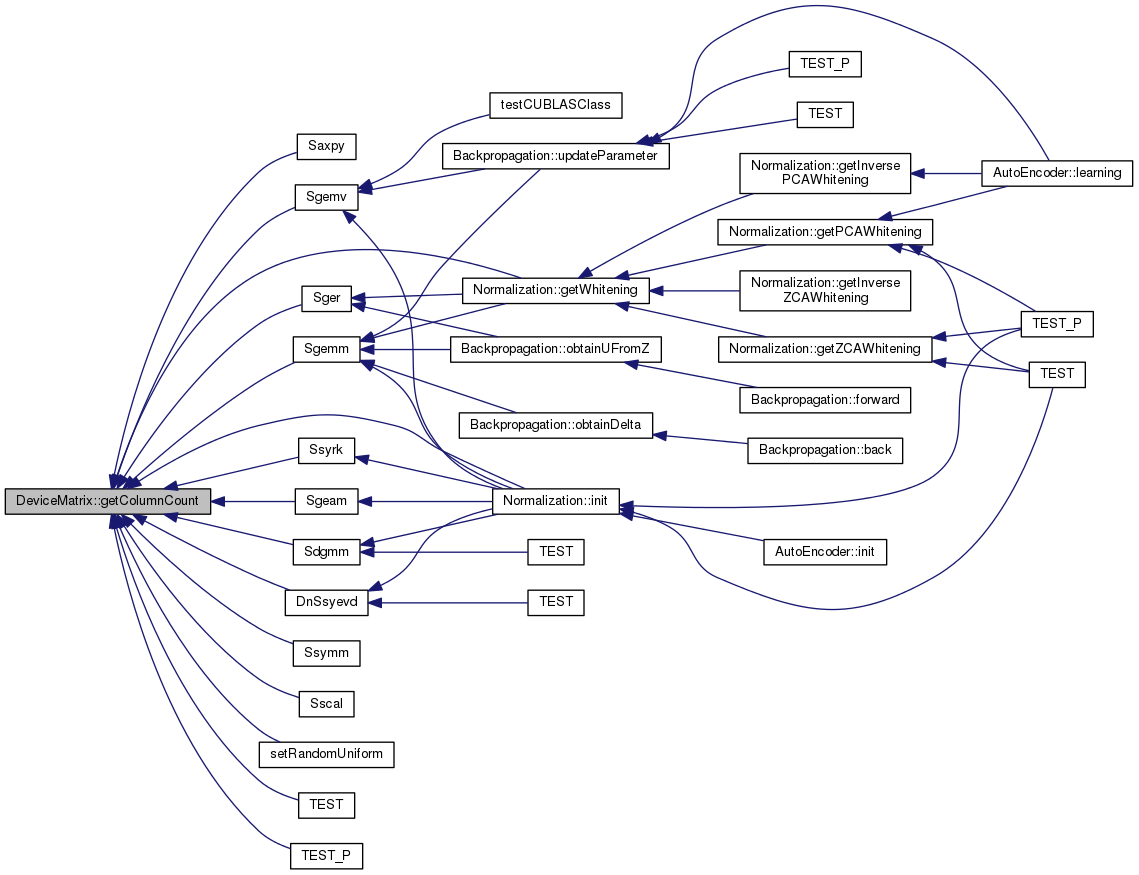 DeviceMatrix::getColumnCount
Saxpy
Sgemv
Sger
Sgemm
Ssyrk
Sgeam
Sdgmm
DnSsyevd
Ssymm
Sscal
setRandomUniform
TEST
TEST_P
testCUBLASClass
Backpropagation::updateParameter
Normalization::getWhitening
Backpropagation::obtainUFromZ
Backpropagation::obtainDelta
Normalization::init
TEST
TEST
TEST_P
TEST
Normalization::getInverse
PCAWhitening
Normalization::getPCAWhitening
Normalization::getInverse
ZCAWhitening
Normalization::getZCAWhitening
Backpropagation::forward
Backpropagation::back
AutoEncoder::init
AutoEncoder::learning
TEST_P
TEST